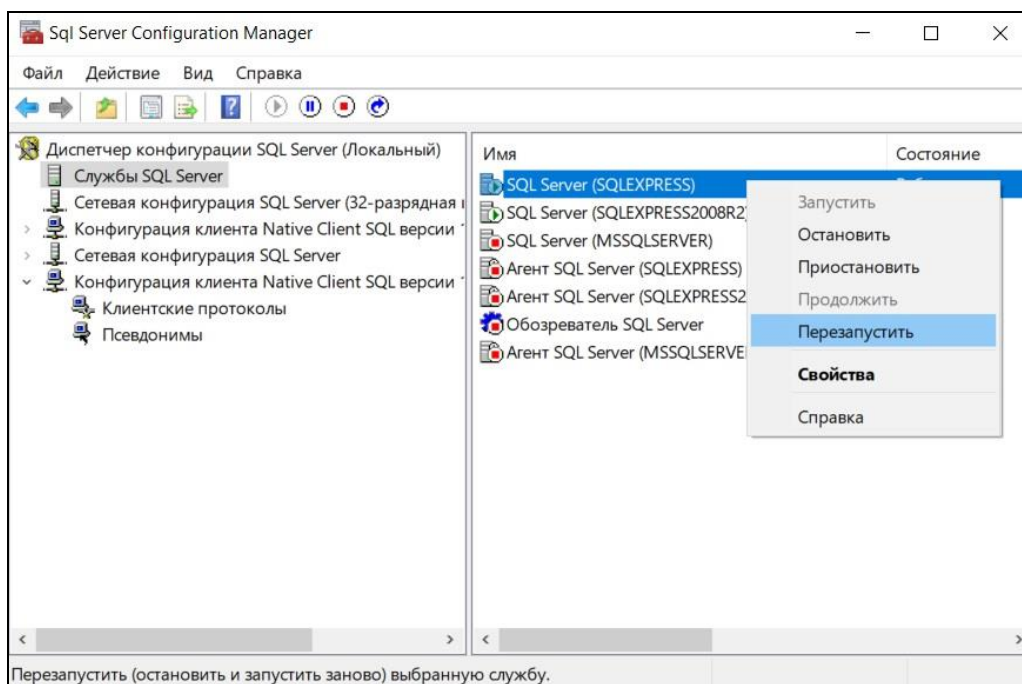 Sql Server Configuration Manager
Файл Действие Вид Справка
Диспетчер конфигурации SQL Server (Локальный)
Службы SQL Server
Сетевая конфигурация SQL Server (32-разрядная
Конфигурация клиента Native Client SQL версии
Сетевая конфигурация SQL Server
Конфигурация клиента Native Client SQL версии
Клиентские протоколы
Псевдонимы
Имя Состояние
SQL Server (SQLEXPRESS)
SQL Server (SQLEXPRESS2008R2)
SQL Server (MSSQLSERVER)
Агент SQL Server (SQLEXPRESS)
Агент SQL Server (SQLEXPRESS2
Обозреватель SQL Server
Агент SQL Server (MSSQLSERVE
Запустить
Остановить
Приостановить
Продолжить
Перезапустить
Свойства
Справка
Перезапустить (остановить и запустить заново) выбранную службу.